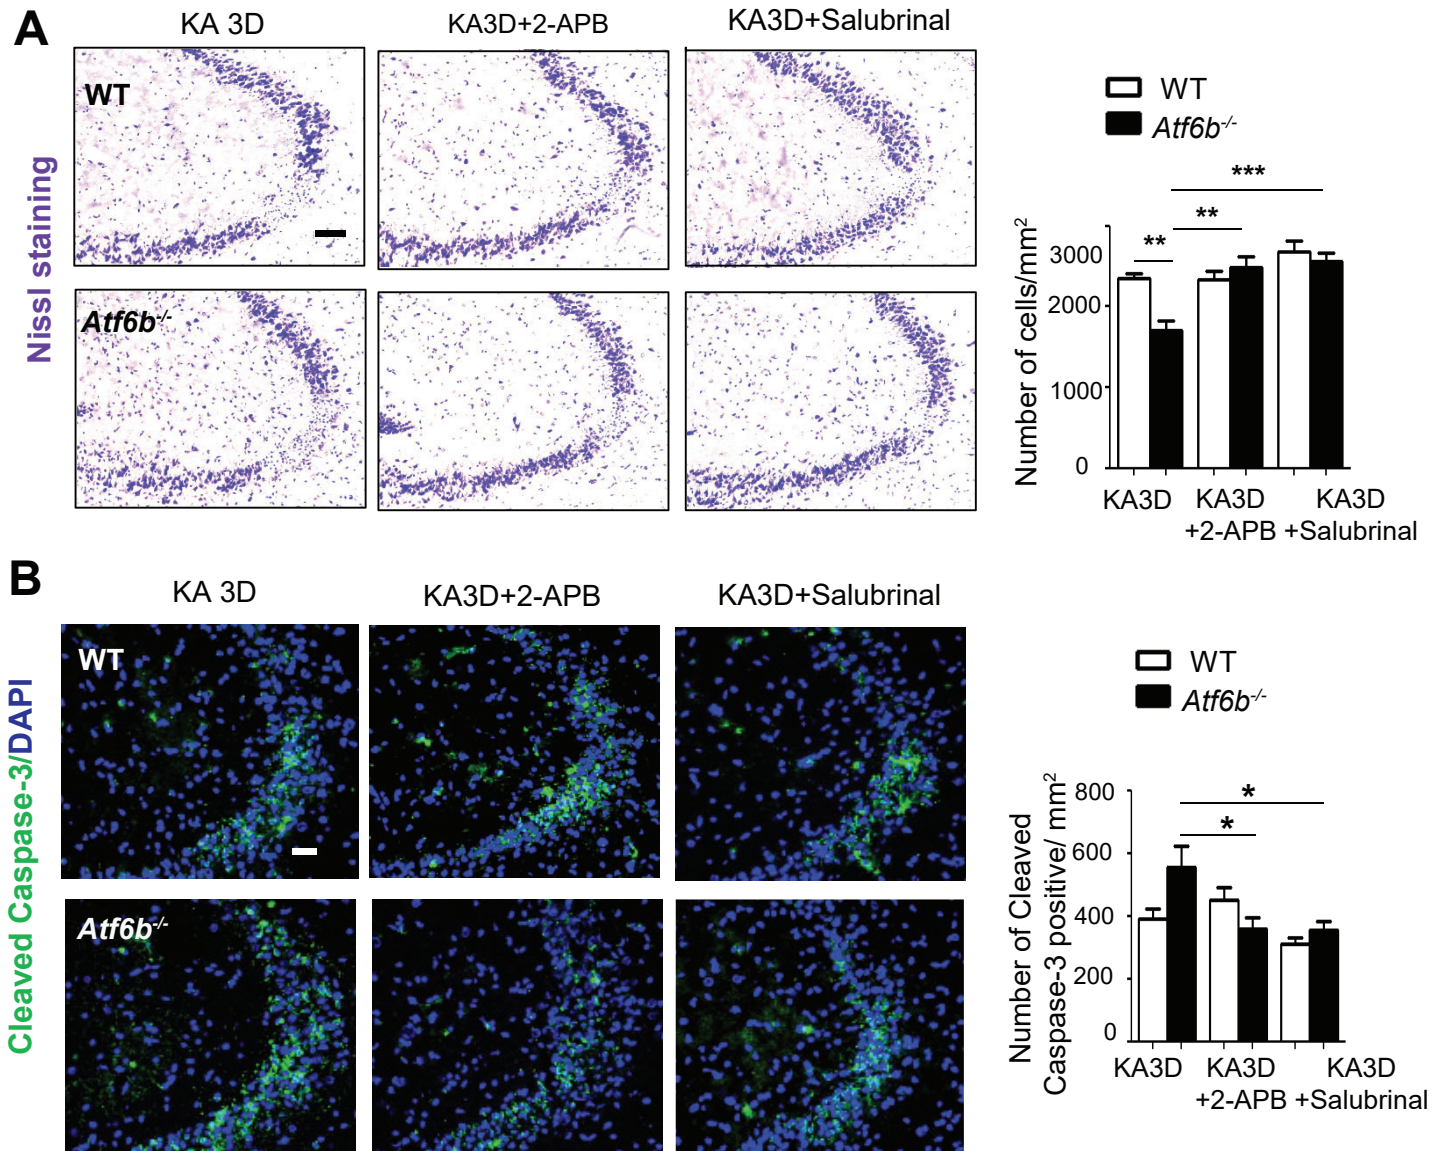 A
KA 3D
KA3D+2-APB
KA3D+Salubrinal
Nissl staining
WT
Atf6b-/-
WT
Atf6b-/-
***
**
**
Number of cells/mm2
3000
2000
1000
0
KA3D
KA3D
KA3D
+2-APB
+Salubrinal
B
KA 3D
KA3D+2-APB
KA3D+Salubrinal
Cleaved Caspase-3/DAPI
WT
Atf6b-/-
WT
Atf6b-/-
*
*
Number of Cleaved
Caspase-3 positive/ mm2
800
600
400
200
0
KA3D
KA3D
KA3D
+2-APB
+Salubrinal